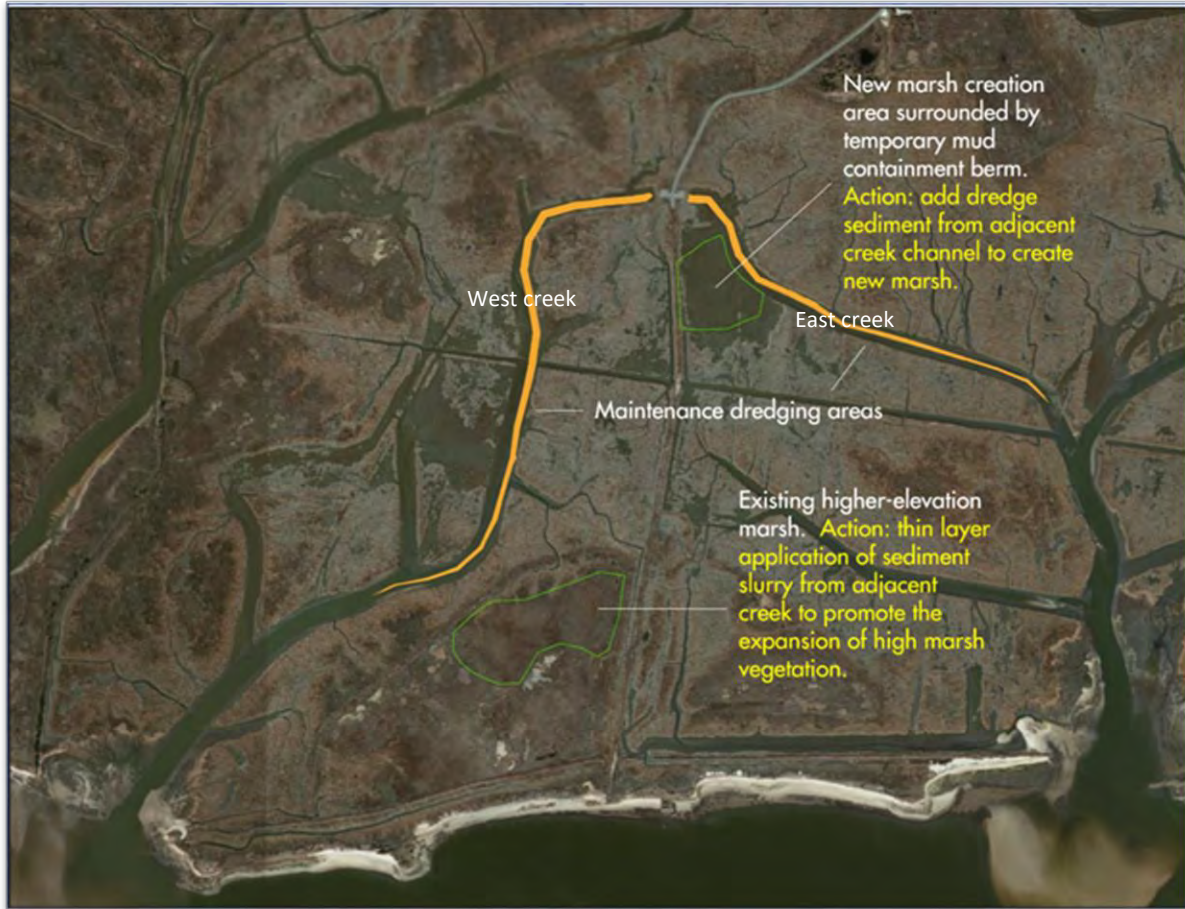 New marsh creation
area surrounded by
temporary mud
containment berm.
Action: add dredge
sediment from adjacent
creek channel to create
new marsh.
West creek
East creek
Maintenance dredging areas
Existing higher-elevation
marsh. Action: thin layer
application of sediment
slurry from adjacent
creek to promote the
expansion of high marsh
vegetation.